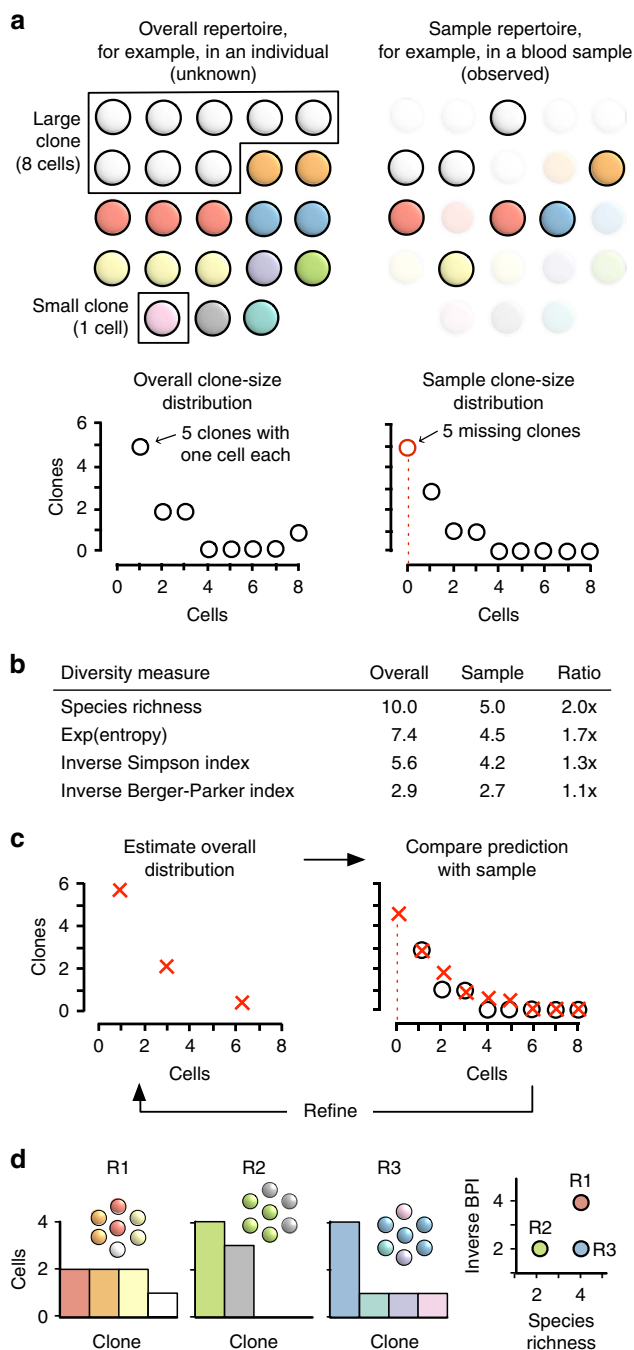 a
Overall repertoire,
for example, in an individual
(unknown)
Sample repertoire,
for example, in a blood sample
(observed)
Large
clone
(8 cells)
Small clone
(1 cell)
Overall clone-size
distribution
Clones
6
4
2
0
5 clones with
one cell each
0 2 4 6 8
Cells
Sample clone-size
distribution
5 missing clones
0 2 4 6 8
Cells
b
Diversity measure Overall Sample Ratio
Species richness 10.0 5.0 2.0x
Exp(entropy) 7.4 4.5 1.7x
Inverse Simpson index 5.6 4.2 1.3x
Inverse Berger-Parker index 2.9 2.7 1.1x
c
Estimate overall
distribution
Compare prediction
with sample
Clones
6
4
2
0
0 2 4 6 8
Cells
0 2 4 6 8
Cells
Refine
d
R1
R2
R3
Cells
4
2
0
Clone
Clone
Clone
Inverse BPI
4
2
R1
R2
R3
2 4
Species
richness